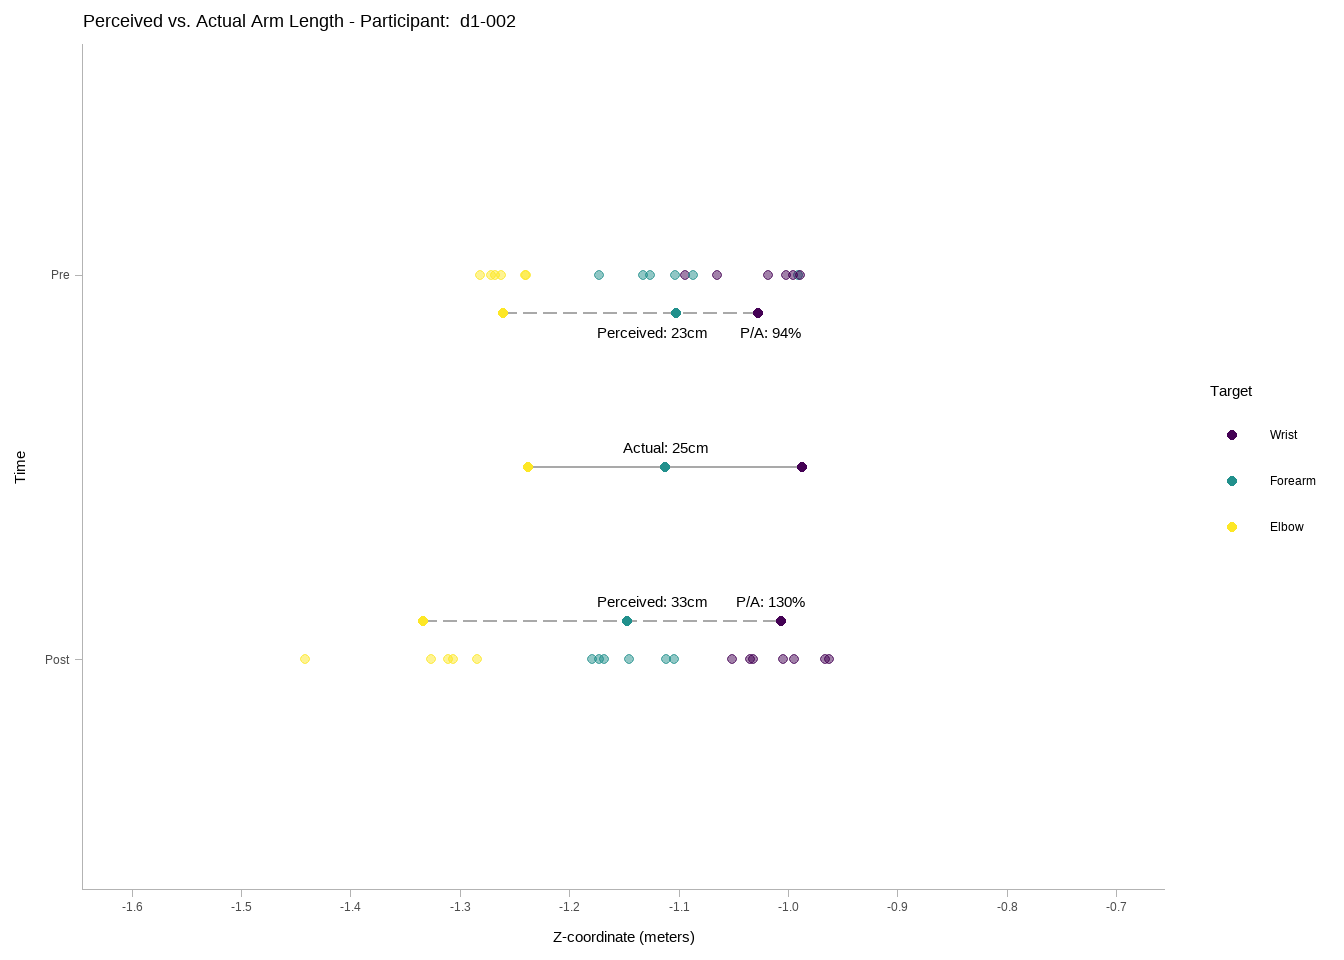 Perceived vs. Actual Arm Length - Participant:  d1-002
Pre
Perceived: 23cm
P/A: 94%
Actual: 25cm
Target
Wrist
Forearm
Elbow
Time
Perceived: 33cm
P/A: 130%
Post
-1.6
-1.5
-1.4
-1.3
-1.2
-1.1
-1.0
-0.9
-0.8
-0.7
Z-coordinate (meters)